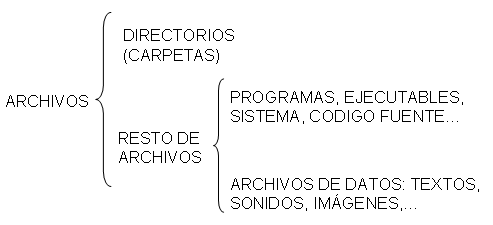 DIRECTORIOS
(CARPETAS)
ARCHIVOS
PROGRAMAS, EJECUTABLES,
SISTEMA, CODIGO FUENTE...
RESTO DE
ARCHIVOS
ARCHIVOS DE DATOS: TEXTOS,
SONIDOS, IMÁGENES,...